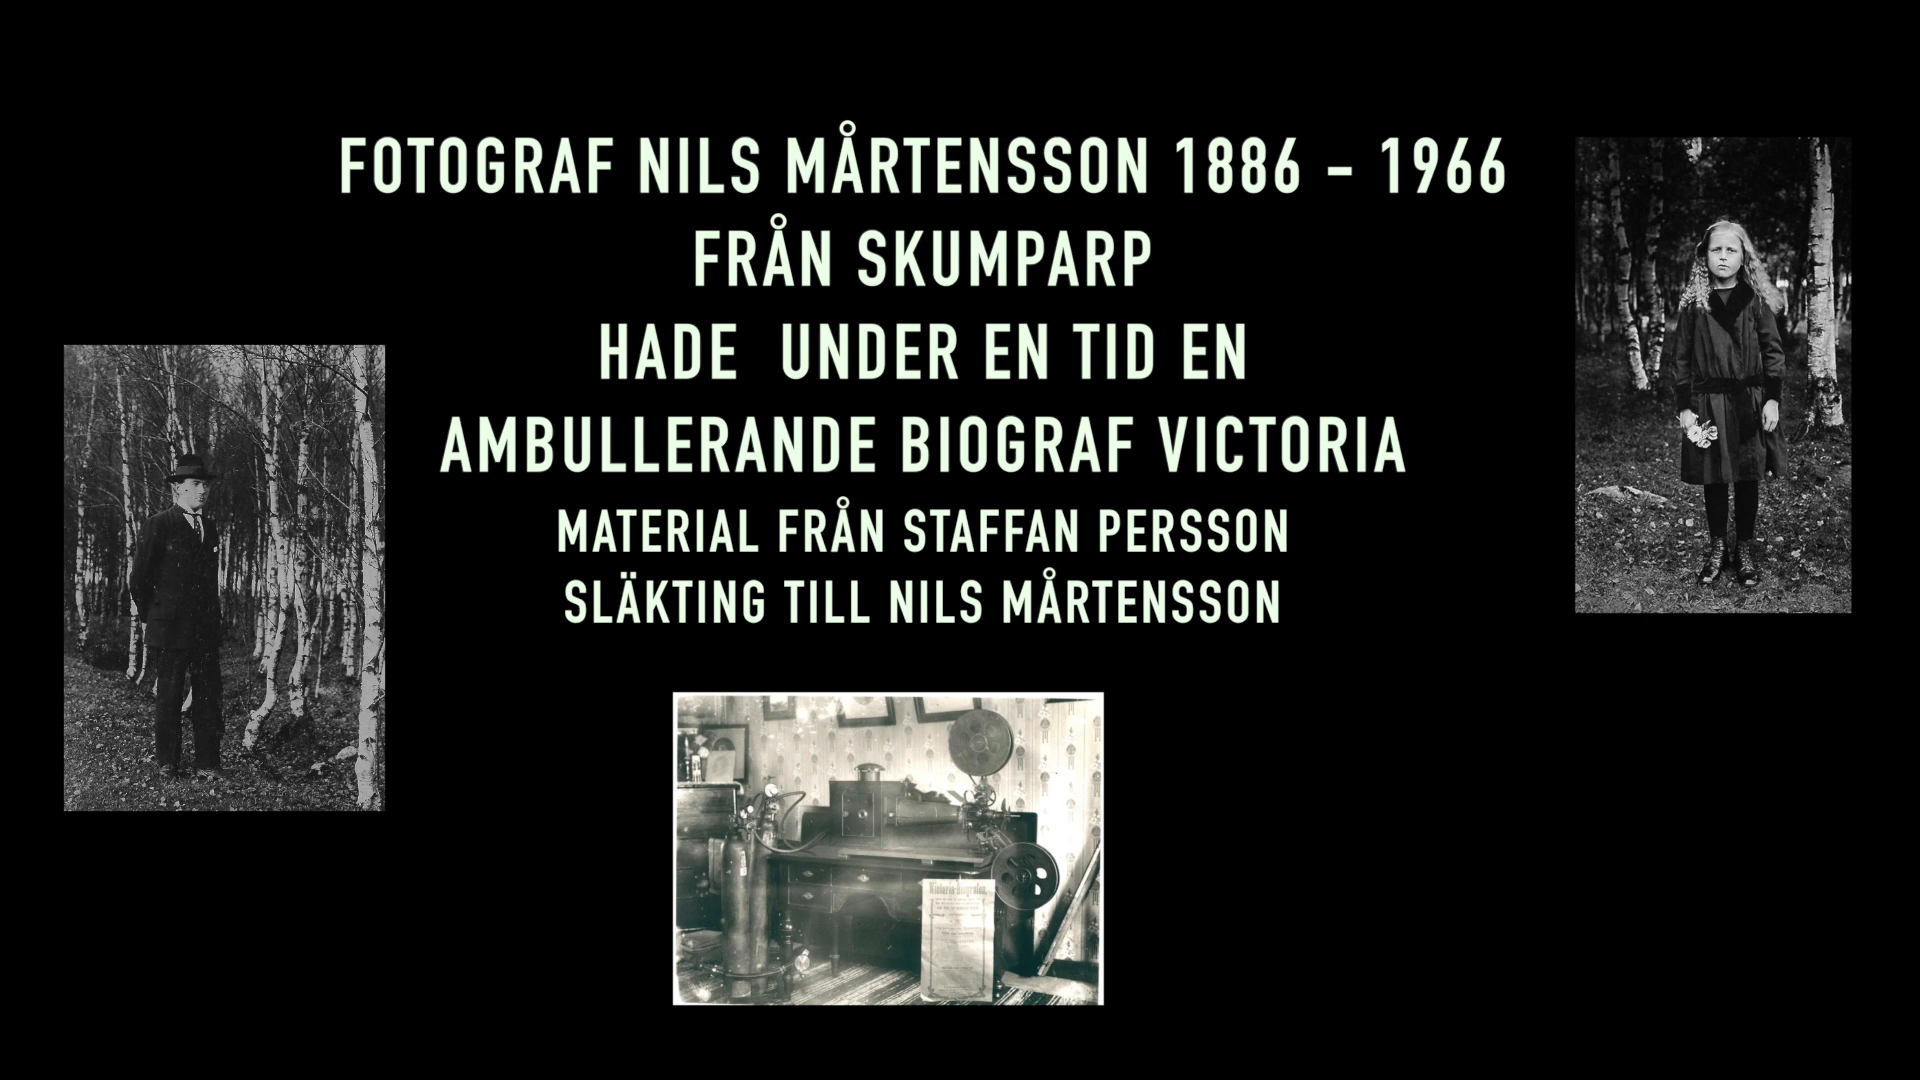 FOTOGRAF NILS MÅRTENSSON 1886 - 1966
FRÅN SKUMPARP
HADE UNDER EN TID EN
AMBULLERANDE BIOGRAF VICTORIA
MATERIAL FRÅN STAFFAN PERSSON
SLÄKTING TILL NILS MÅRTENSSON